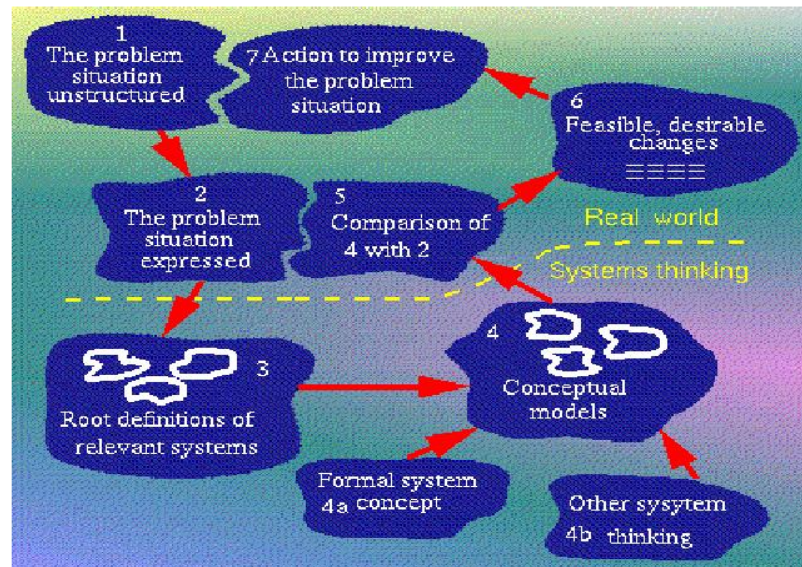 1
The problem
situation
unstructured
7 Action to improve
the problem
situation
6
Feasible, desirable
changes
2
The problem
situation
expressed
5
Comparison of
4 with 2
Real world
Systems thinking
3
Root definitions of
relevant systems
4
Conceptual
models
Formal system
4a concept
Other sysytem
4b thinking